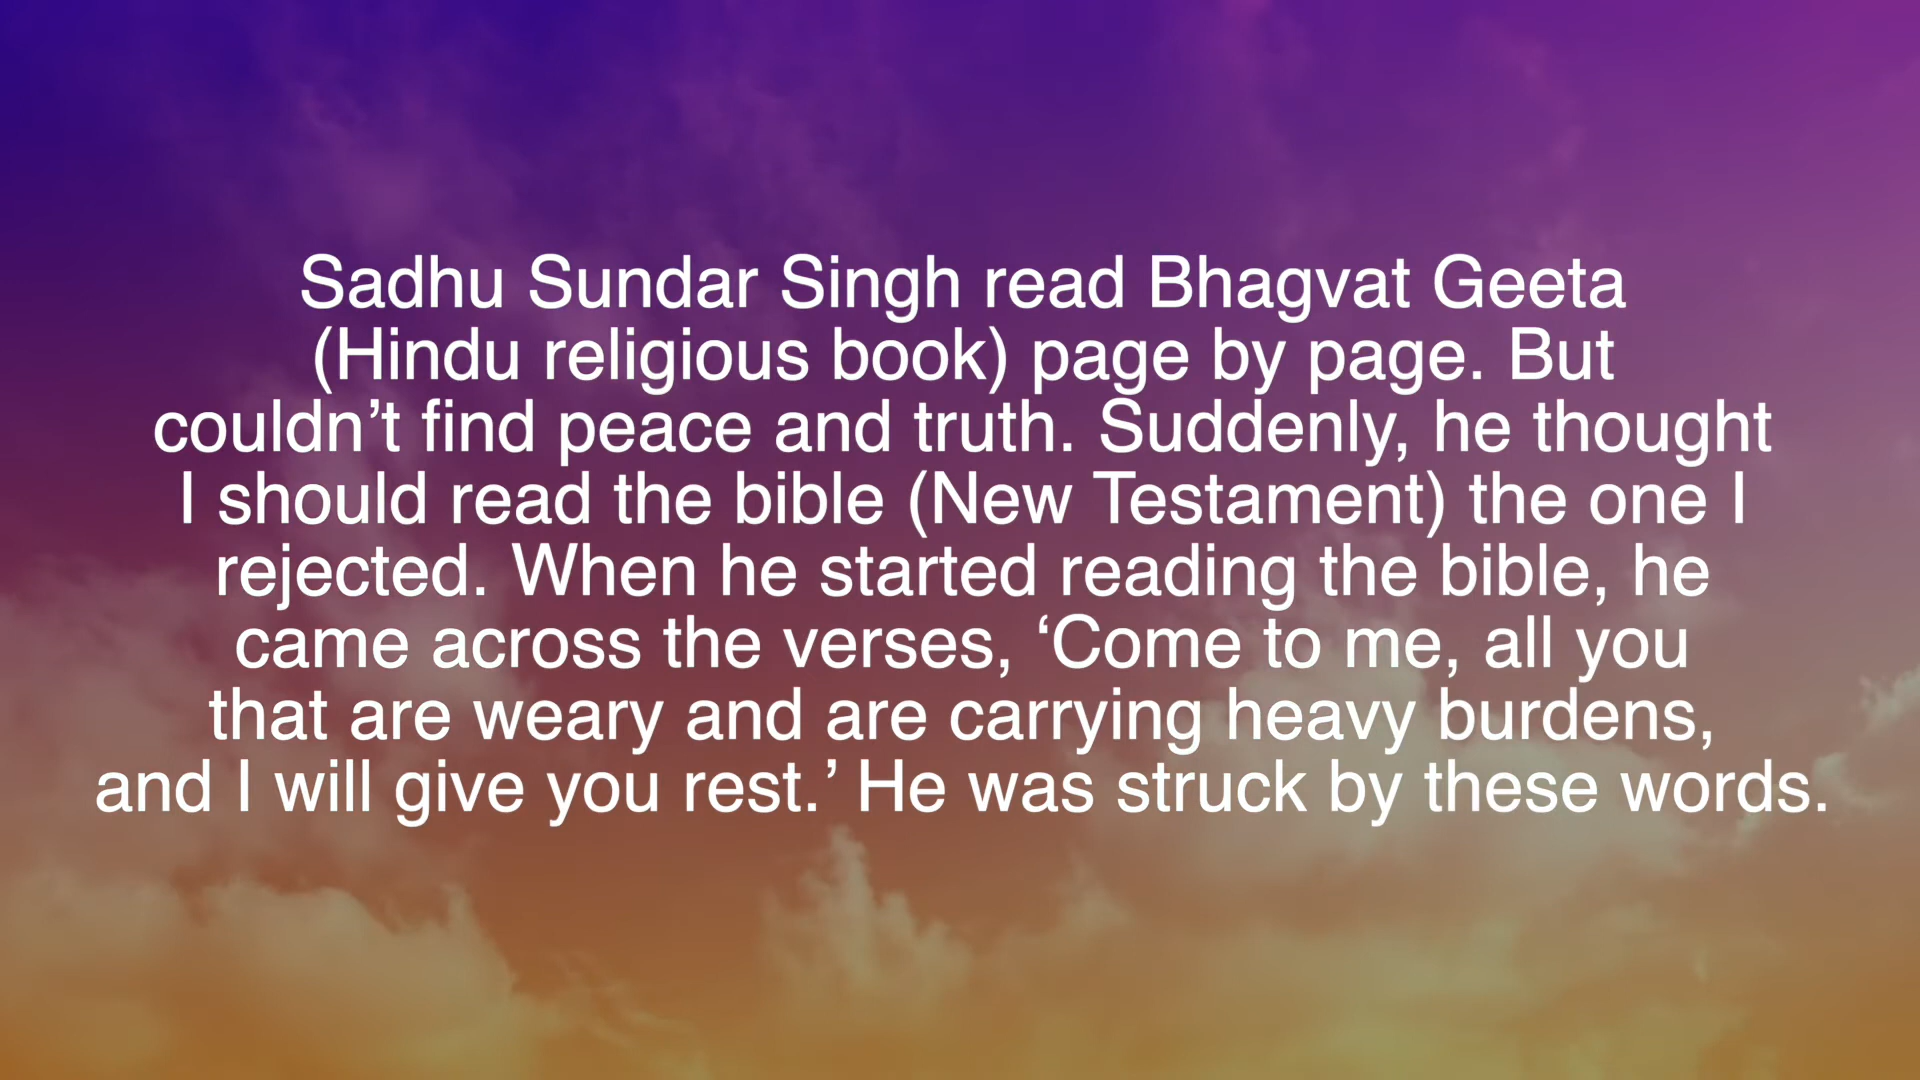 Sadhu Sundar Singh read Bhagvat Geeta
(Hindu religious book) page by page. But
couldn’t find peace and truth. Suddenly, he thought
I should read the bible (New Testament) the one I
rejected. When he started reading the bible, he
came across the verses, ‘Come to me, all you
that are weary and are carrying heavy burdens,
and I will give you rest.’ He was struck by these words.